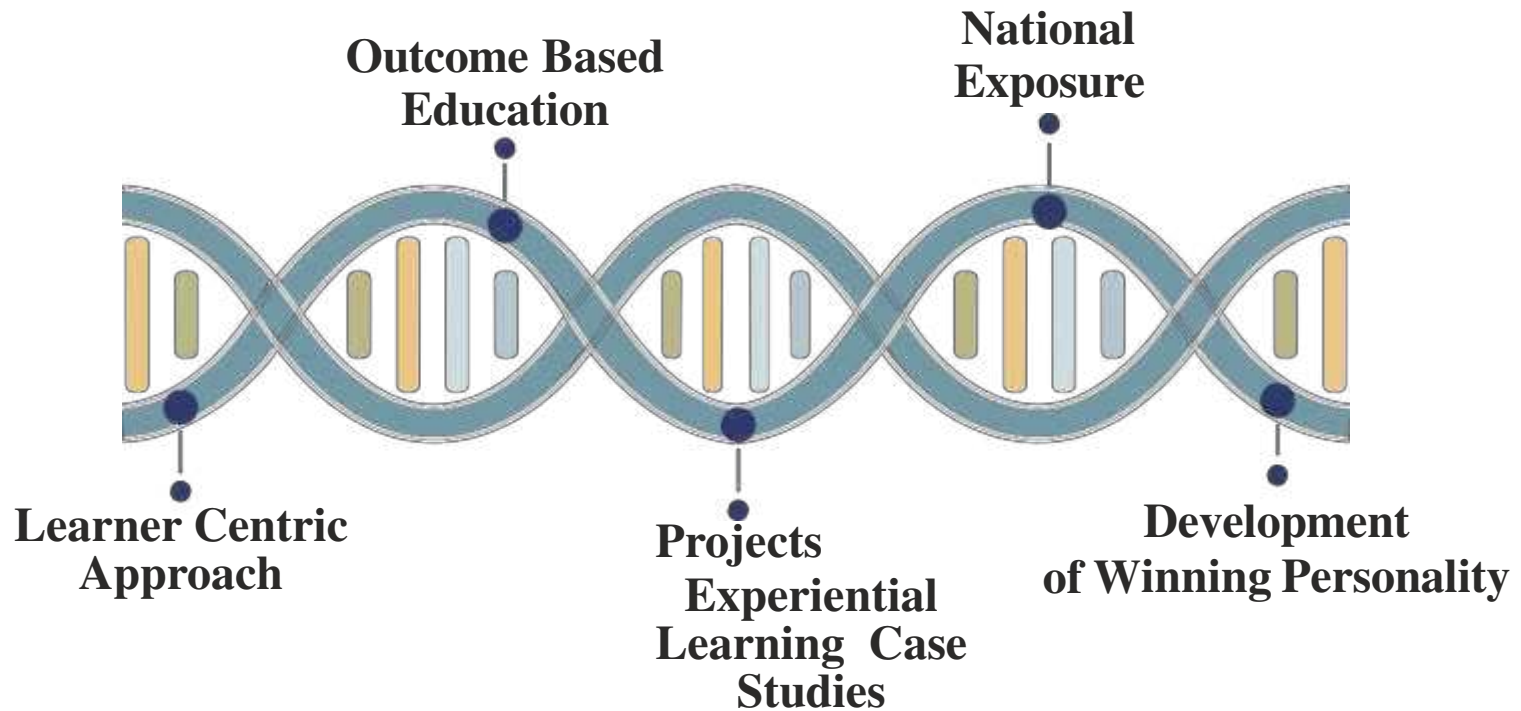 Outcome Based
Education
National
Exposure
Learner Centric
Approach
Projects
Experiential
Learning Case
Studies
Development
of Winning Personality